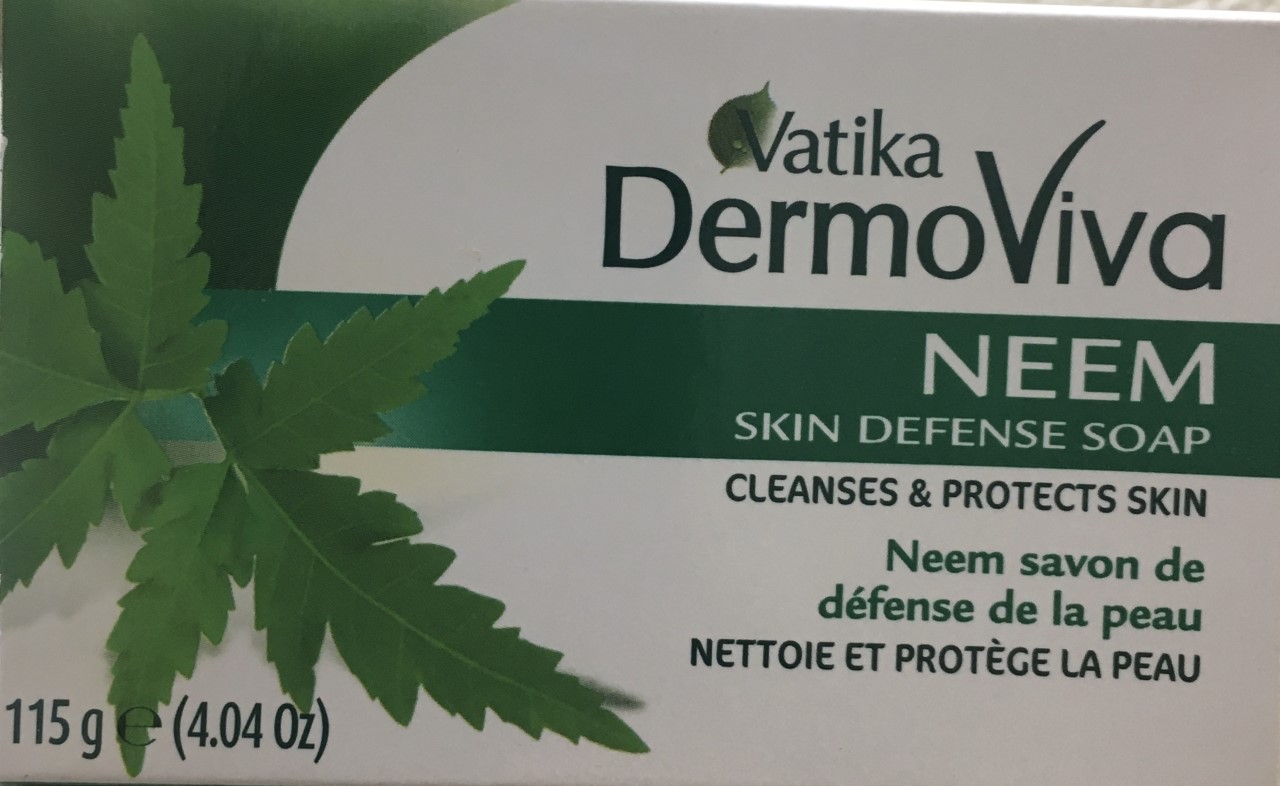 Vatika
DermoViva
NEEM
SKIN DEFENSE SOAP
CLEANSES & PROTECTS SKIN
Neem savon de
défense de la peau
NETTOIE ET PROTÈGE LA PEAU
115 g ℮ (4.04 Oz)